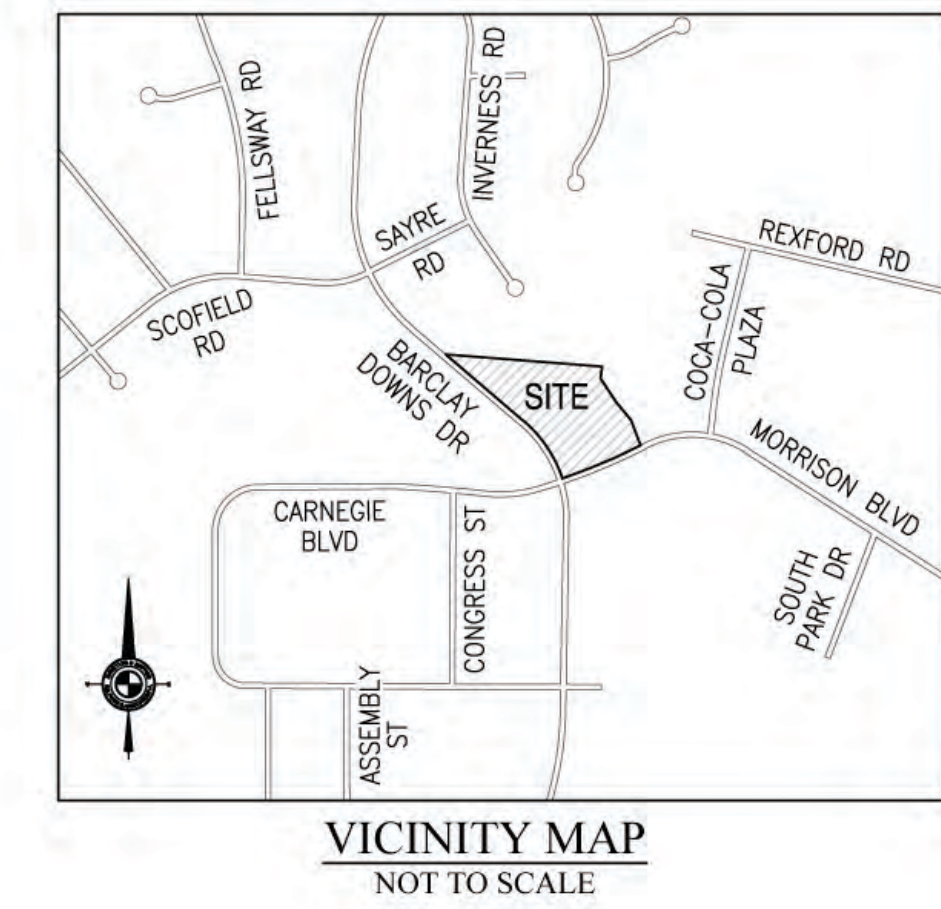 FELLSWAY RD
INVERNESS RD
SAYRE
RD
REXFORD RD
SCOFIELD
RD
COCA-COLA
PLAZA
BARCLAY
DOWNS DR
SITE
MORRISON BLVD
CARNEGIE
BLVD
CONGRESS ST
SOUTH
PARK DR
ASSEMBLY
ST
VICINITY MAP
NOT TO SCALE